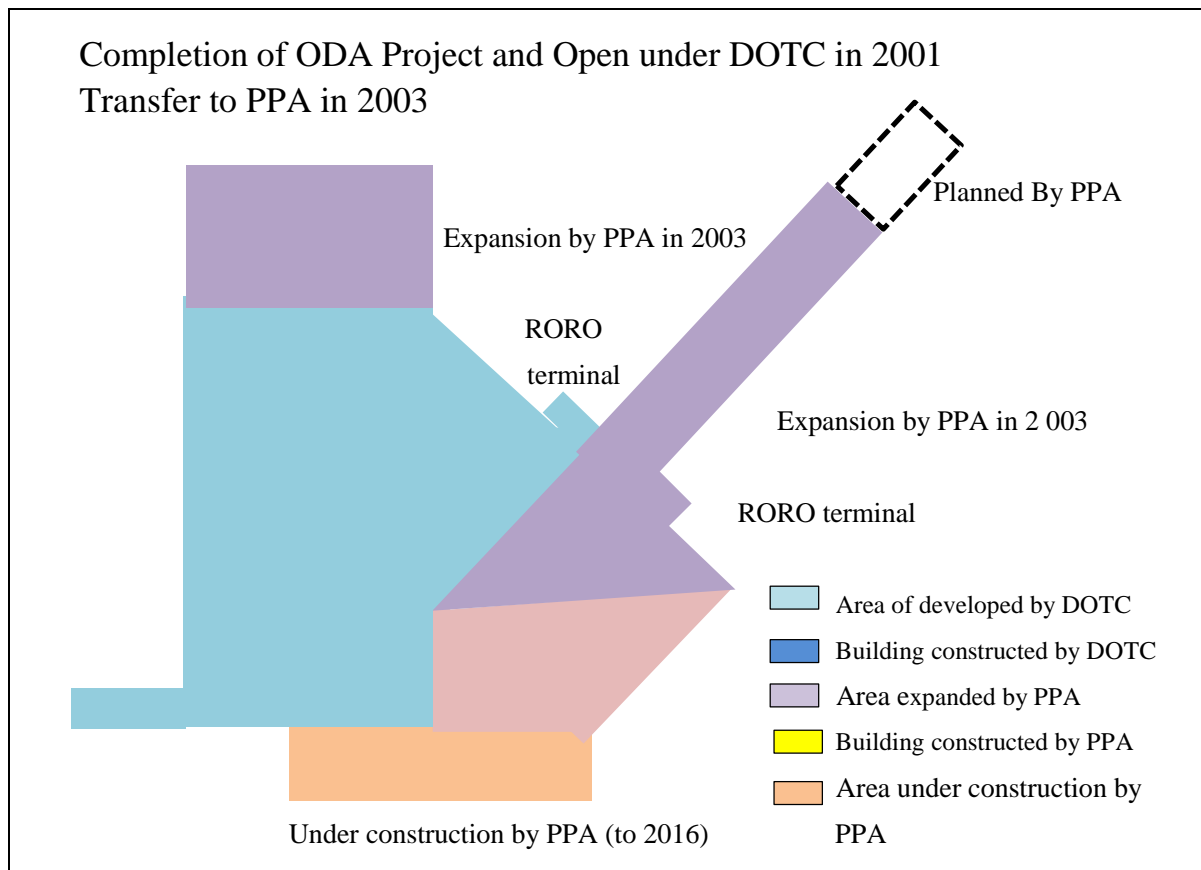 Completion of ODA Project and Open under DOTC in 2001
Transfer to PPA in 2003
Planned By PPA
Expansion by PPA in 2003
RORO
terminal
Expansion by PPA in 2 003
RORO terminal
Area of developed by DOTC
Building constructed by DOTC
Area expanded by PPA
Building constructed by PPA
Area under construction by
PPA
Under construction by PPA (to 2016)